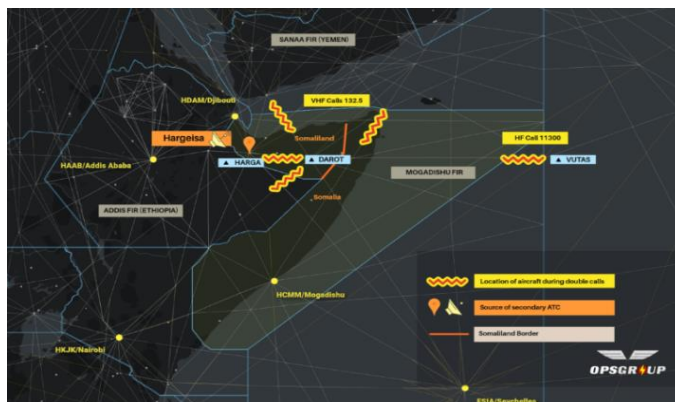 SANAA FIR (YEMEN)
HDAM/Djibouti
VHF Calls 132.5
Hargeisa
Somaliland
HF Call 11300
HAAB/Addis Ababa
▲ HARGA
▲ DAROT
▲ VUTAS
MOGADISHU FIR
ADDIS FIR (ETHIOPIA)
Somalia
HCMM/Mogadishu
Location of aircraft during double calls
Source of secondary ATC
Somaliland Border
HKJK/Nairobi
OPSGROUP
FSIA/Seychelles